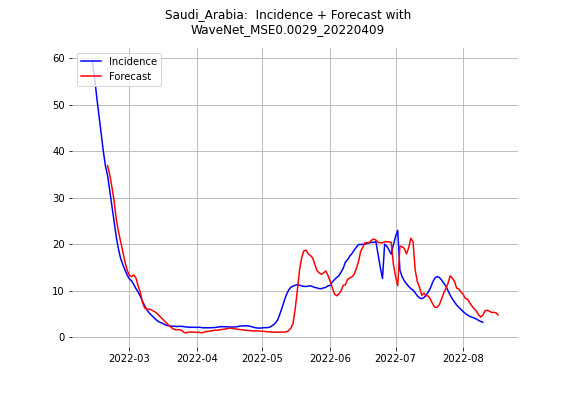 Saudi_Arabia:  Incidence + Forecast with
WaveNet_MSE0.0029_20220409
Incidence
Forecast
60
50
40
30
20
10
0
2022-03 2022-04 2022-05 2022-06 2022-07 2022-08